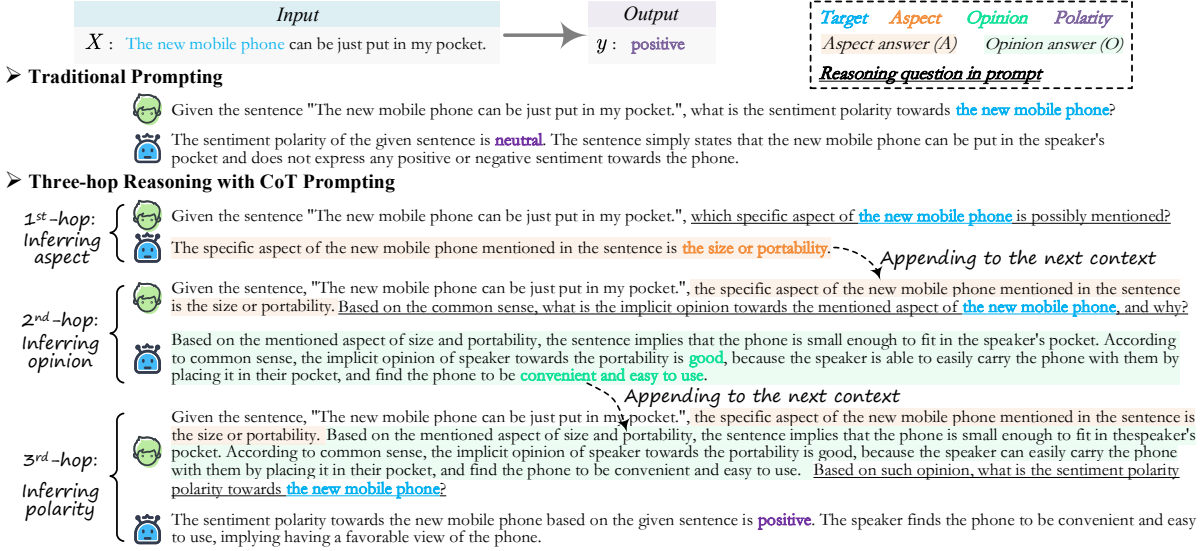 Input
Output
X : The new mobile phone can be just put in my pocket.
y : positive
Target Aspect Opinion Polarity
Aspect answer (A) Opinion answer (O)
Reasoning question in prompt
➢ Traditional Prompting
Given the sentence "The new mobile phone can be just put in my pocket.", what is the sentiment polarity towards the new mobile phone?
The sentiment polarity of the given sentence is neutral. The sentence simply states that the new mobile phone can be put in the speaker's
pocket and does not express any positive or negative sentiment towards the phone.
➢ Three-hop Reasoning with CoT Prompting
1st-hop:
Inferring
aspect
Given the sentence "The new mobile phone can be just put in my pocket.", which specific aspect of the new mobile phone is possibly mentioned?
The specific aspect of the new mobile phone mentioned in the sentence is the size or portability.
Appending to the next context
2nd-hop:
Inferring
opinion
Given the sentence, "The new mobile phone can be just put in my pocket.", the specific aspect of the new mobile phone mentioned in the sentence
is the size or portability. Based on the common sense, what is the implicit opinion towards the mentioned aspect of the new mobile phone, and why?
Based on the mentioned aspect of size and portability, the sentence implies that the phone is small enough to fit in the speaker's pocket. According
to common sense, the implicit opinion of speaker towards the portability is good, because the speaker is able to easily carry the phone with them by
placing it in their pocket, and find the phone to be convenient and easy to use.
Appending to the next context
3rd-hop:
Inferring
polarity
Given the sentence, "The new mobile phone can be just put in my pocket.", the specific aspect of the new mobile phone mentioned in the sentence is
the size or portability. Based on the mentioned aspect of size and portability, the sentence implies that the phone is small enough to fit in thespeaker's
pocket. According to common sense, the implicit opinion of speaker towards the portability is good, because the speaker can easily carry the phone
with them by placing it in their pocket, and find the phone to be convenient and easy to use. Based on such opinion, what is the sentiment polarity
polarity towards the new mobile phone?
The sentiment polarity towards the new mobile phone based on the given sentence is positive. The speaker finds the phone to be convenient and easy
to use, implying having a favorable view of the phone.